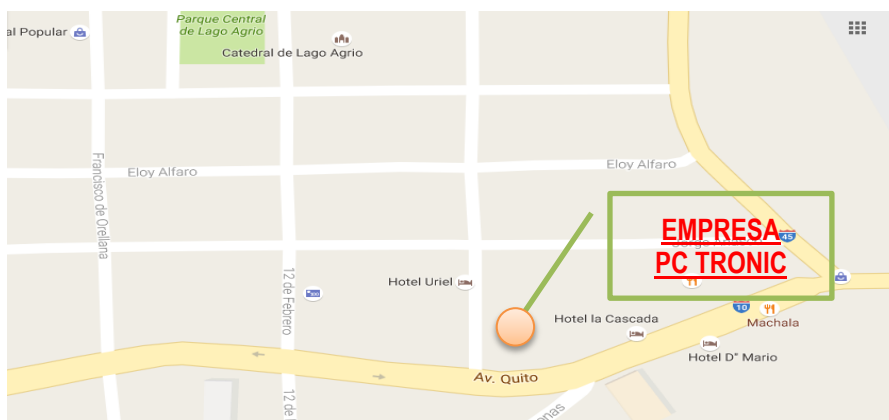 al Popular
Parque Central
de Lago Agrio
Catedral de Lago Agrio
Francisco de Orellana
Eloy Alfaro
Eloy Alfaro
EMPRESA
PC TRONIC
45
12 de Febrero
Hotel Uriel
10
Hotel la Cascada
Machala
Hotel D" Mario
Av. Quito
12 de
onas